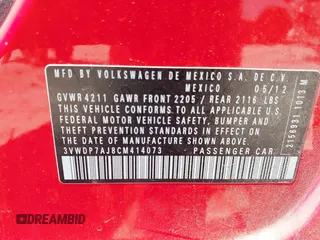 MFD BY VOLKSWAGEN DE MEXICO S.A. DE C.V.
MEXICO 05/12
GVWR 4211 GAWR FRONT 2205 / REAR 2116 LBS
THIS VEHICLE CONFORMS TO ALL APPLICABLE U.S.
FEDERAL MOTOR VEHICLE SAFETY, BUMPER, AND
THEFT PREVENTION STANDARDS IN EFFECT ON THE
DATE OF MANUFACTURE SHOWN ABOVE.
3VWDP7AJ8CM414073 PASSENGER CAR
2156931 1013 M
DREAMBID